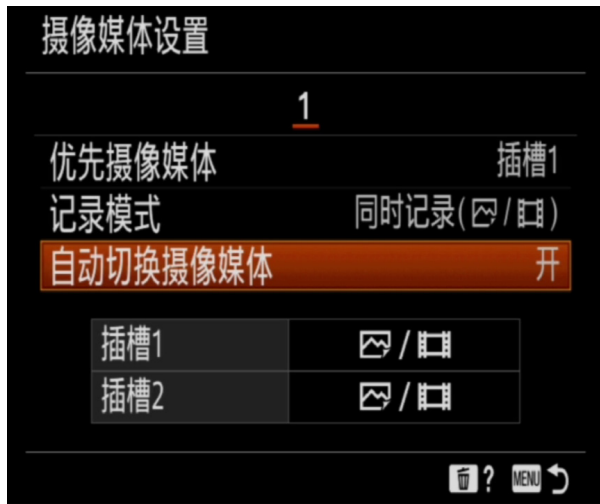 摄像媒体设置
1
优先摄像媒体 插槽1
记录模式 同时记录(/)
自动切换摄像媒体 开
插槽1 /
插槽2 /
? MENU